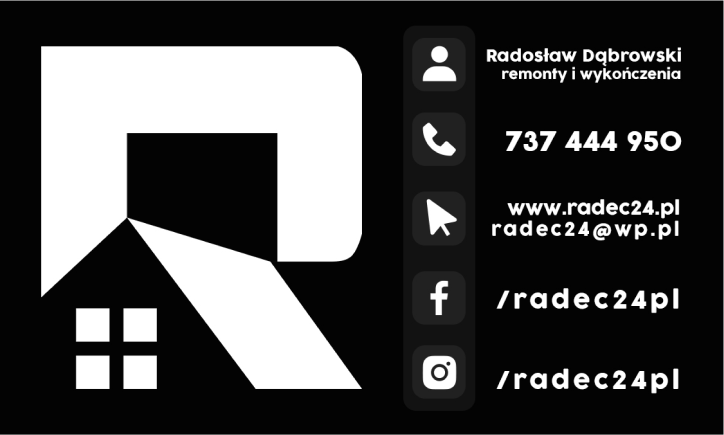 Radosław Dąbrowski
remonty i wykończenia
737 444 950
www.radec24.pl
radec24@wp.pl
/radec24pl
/radec24pl